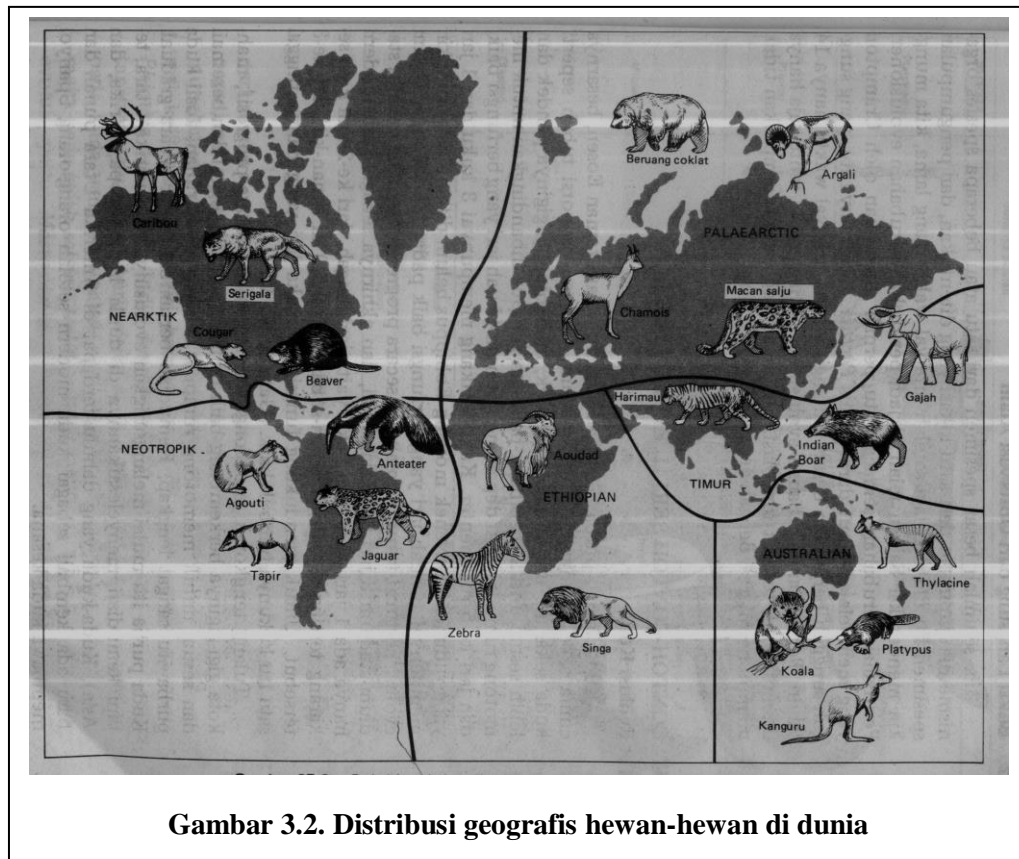 Beruang coklat
Argali
Caribou
PALAEARCTIC
Serigala
Macan salju
Chamois
NEARKTIK
Cougar
Beaver
Gajah
Harimau
NEOTROPIK
Anteater
Aoudad
Indian
Boar
Agouti
ETHIOPIAN
TIMUR
Jaguar
AUSTRALIAN
Tapir
Thylacine
Zebra
Singa
Koala
Platypus
Kanguru
Gambar 3.2. Distribusi geografis hewan-hewan di dunia